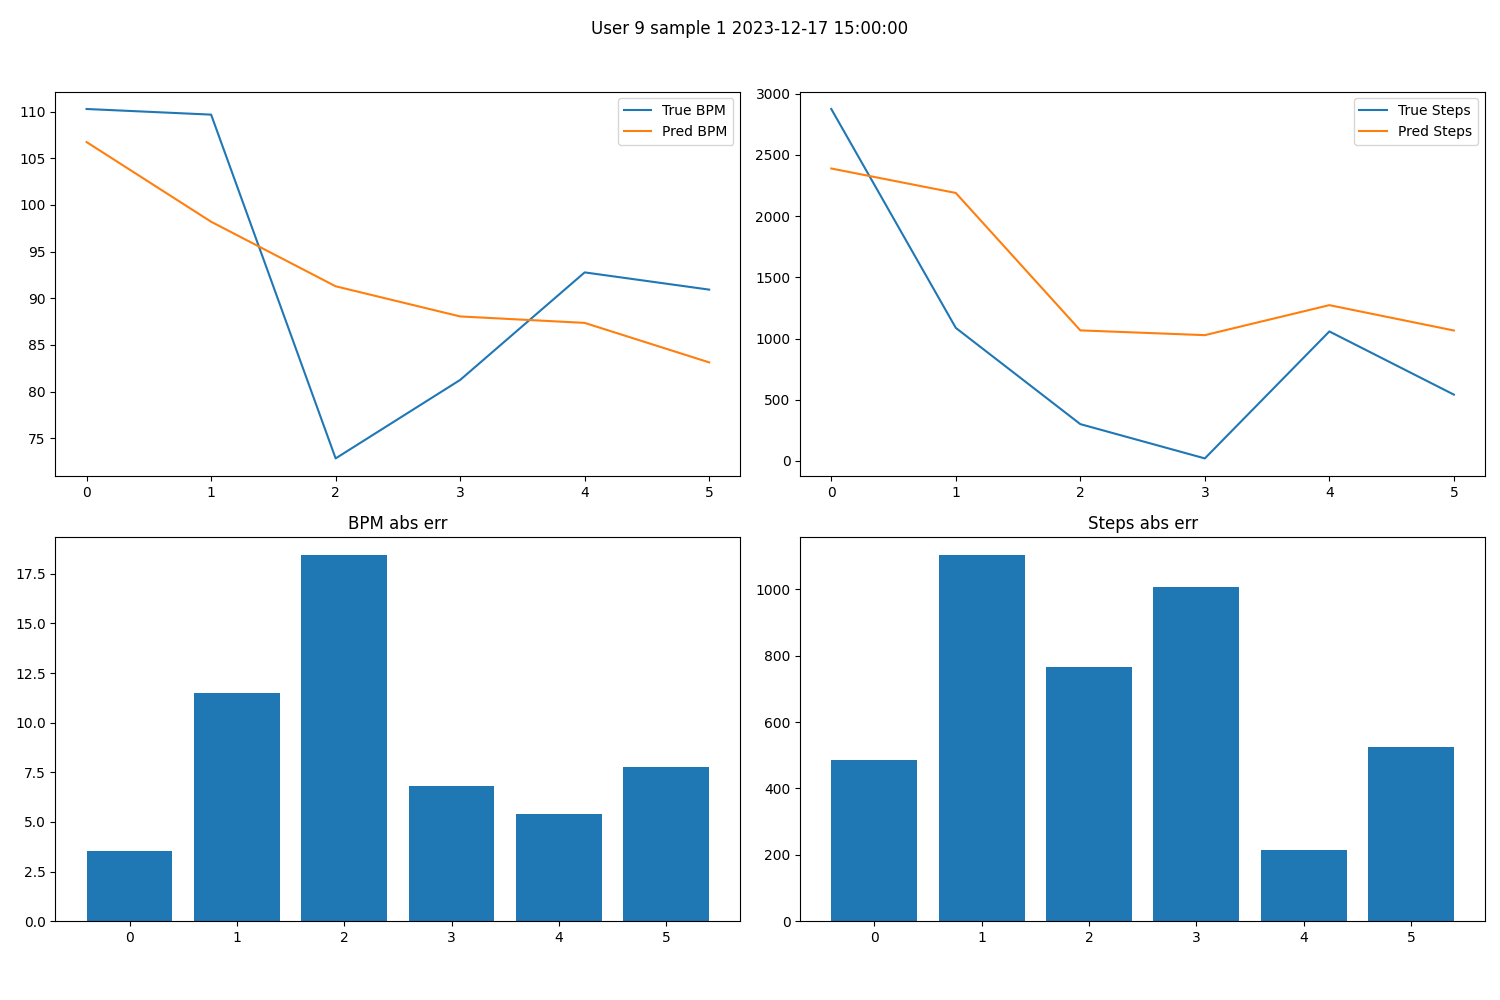 User 9 sample 1 2023-12-17 15:00:00
True BPM
Pred BPM
110
105
100
95
90
85
80
75
0 1 2 3 4 5
True Steps
Pred Steps
3000
2500
2000
1500
1000
500
0
0 1 2 3 4 5
BPM abs err
17.5
15.0
12.5
10.0
7.5
5.0
2.5
0.0
0 1 2 3 4 5
Steps abs err
1000
800
600
400
200
0
0 1 2 3 4 5